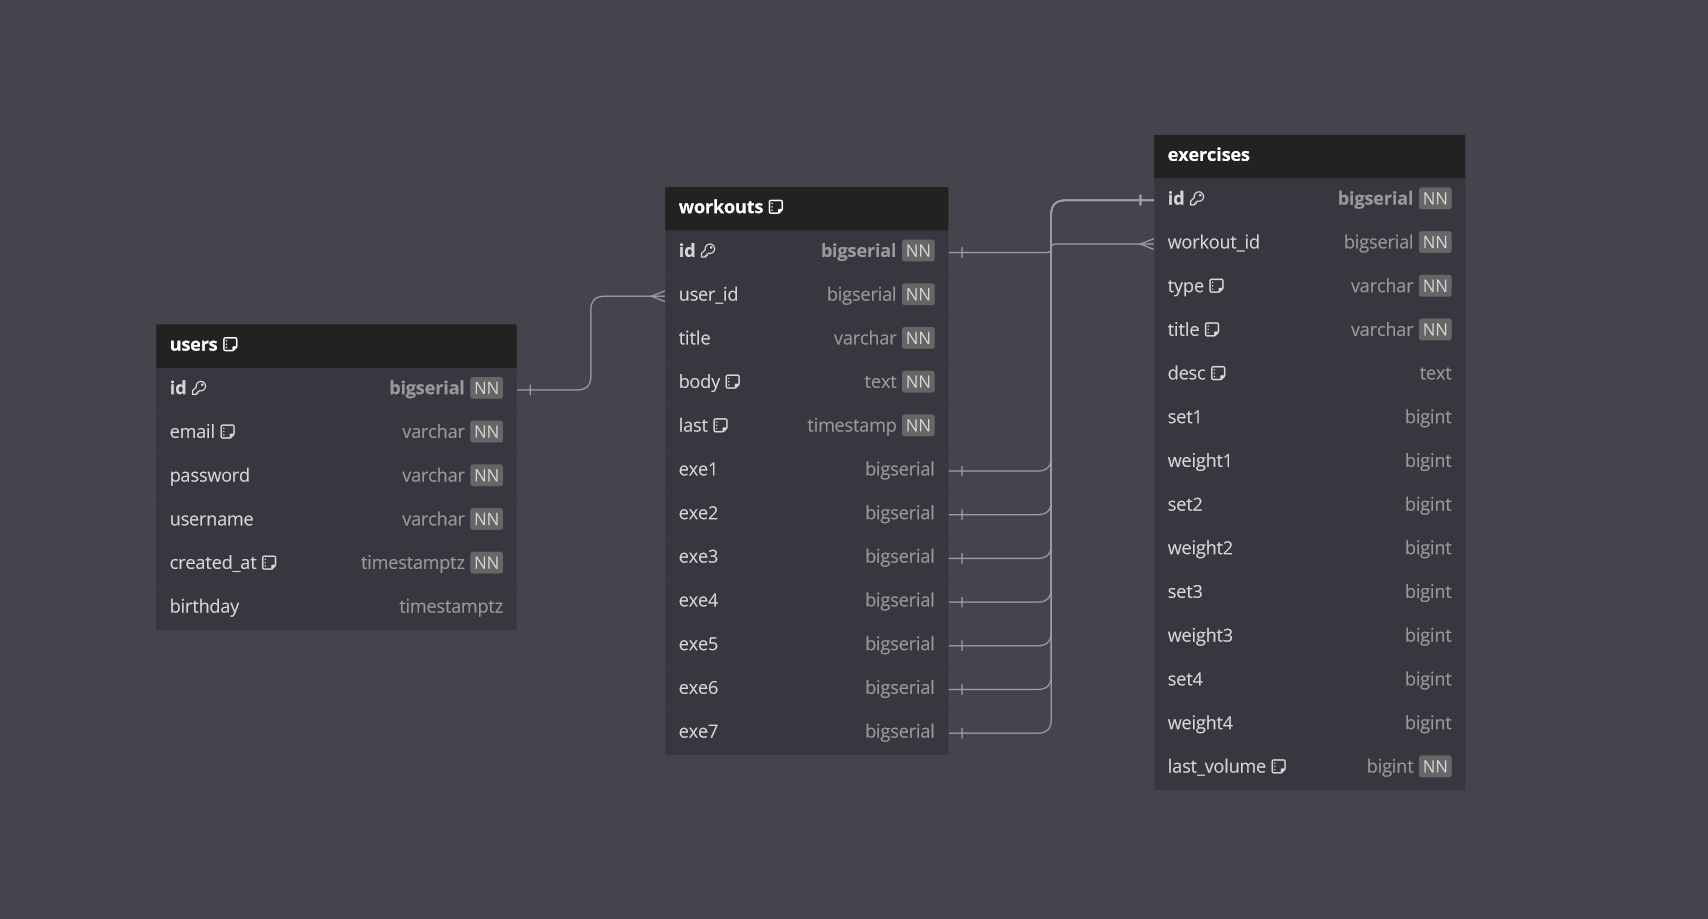 users
id bigserial NN
email varchar NN
password varchar NN
username varchar NN
created_at timestamptz NN
birthday timestamptz
workouts
id bigserial NN
user_id bigserial NN
title varchar NN
body text NN
last timestamp NN
exe1 bigserial
exe2 bigserial
exe3 bigserial
exe4 bigserial
exe5 bigserial
exe6 bigserial
exe7 bigserial
exercises
id bigserial NN
workout_id bigserial NN
type varchar NN
title varchar NN
desc text
set1 bigint
weight1 bigint
set2 bigint
weight2 bigint
set3 bigint
weight3 bigint
set4 bigint
weight4 bigint
last_volume bigint NN